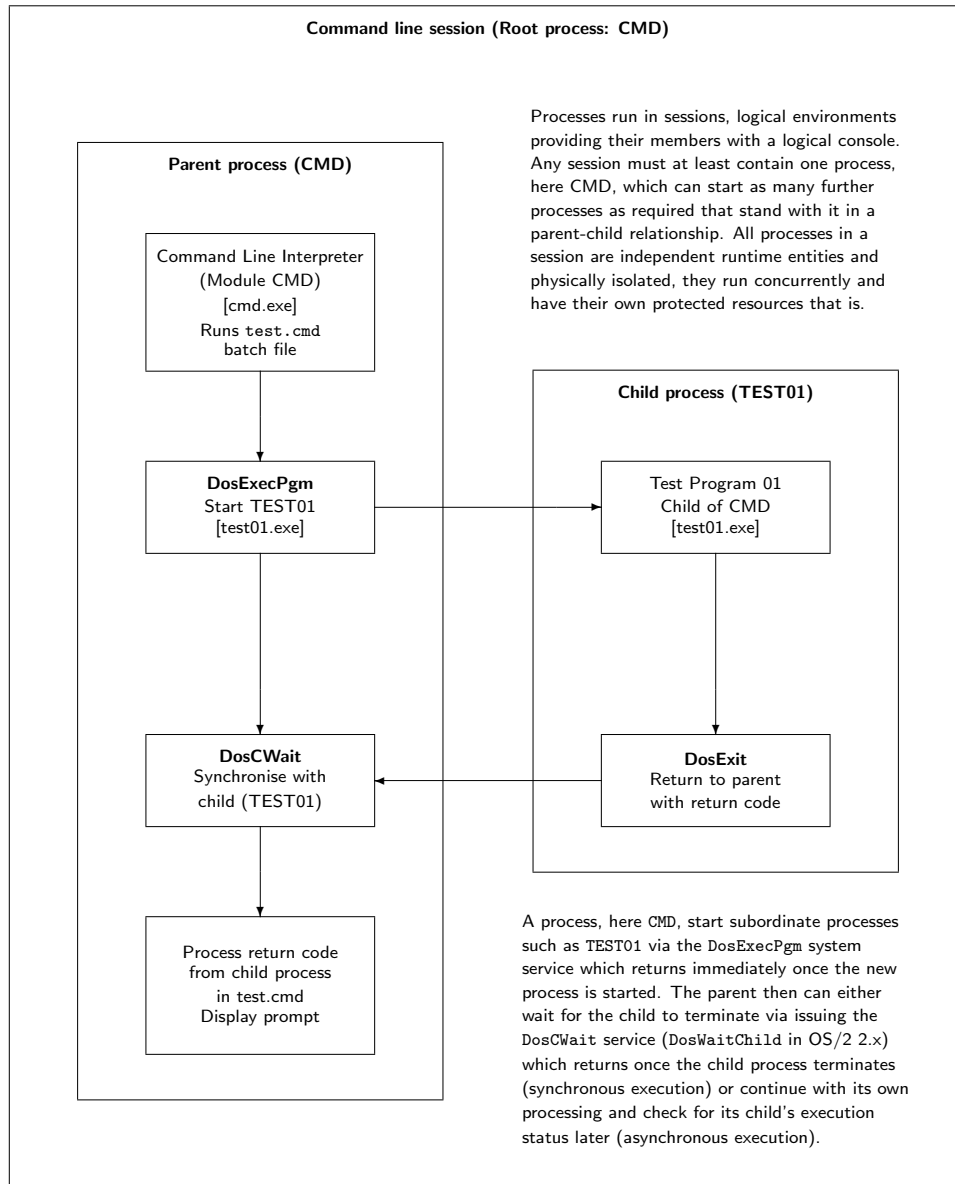 Command line session (Root process: CMD)
Processes run in sessions, logical environments
providing their members with a logical console.
Any session must at least contain one process,
here CMD, which can start as many further
processes as required that stand with it in a
parent-child relationship. All processes in a
session are independent runtime entities and
physically isolated, they run concurrently and
have their own protected resources that is.
Parent process (CMD)
Command Line Interpreter
(Module CMD)
[cmd.exe]
Runs test.cmd
batch file
DosExecPgm
Start TEST01
[test01.exe]
Child process (TEST01)
Test Program 01
Child of CMD
[test01.exe]
DosCWait
Synchronise with
child (TEST01)
DosExit
Return to parent
with return code
Process return code
from child process
in test.cmd
Display prompt
A process, here CMD, start subordinate processes
such as TEST01 via the DosExecPgm system
service which returns immediately once the new
process is started. The parent then can either
wait for the child to terminate via issuing the
DosCWait service (DosWaitChild in OS/2 2.x)
which returns once the child process terminates
(synchronous execution) or continue with its own
processing and check for its child's execution
status later (asynchronous execution).